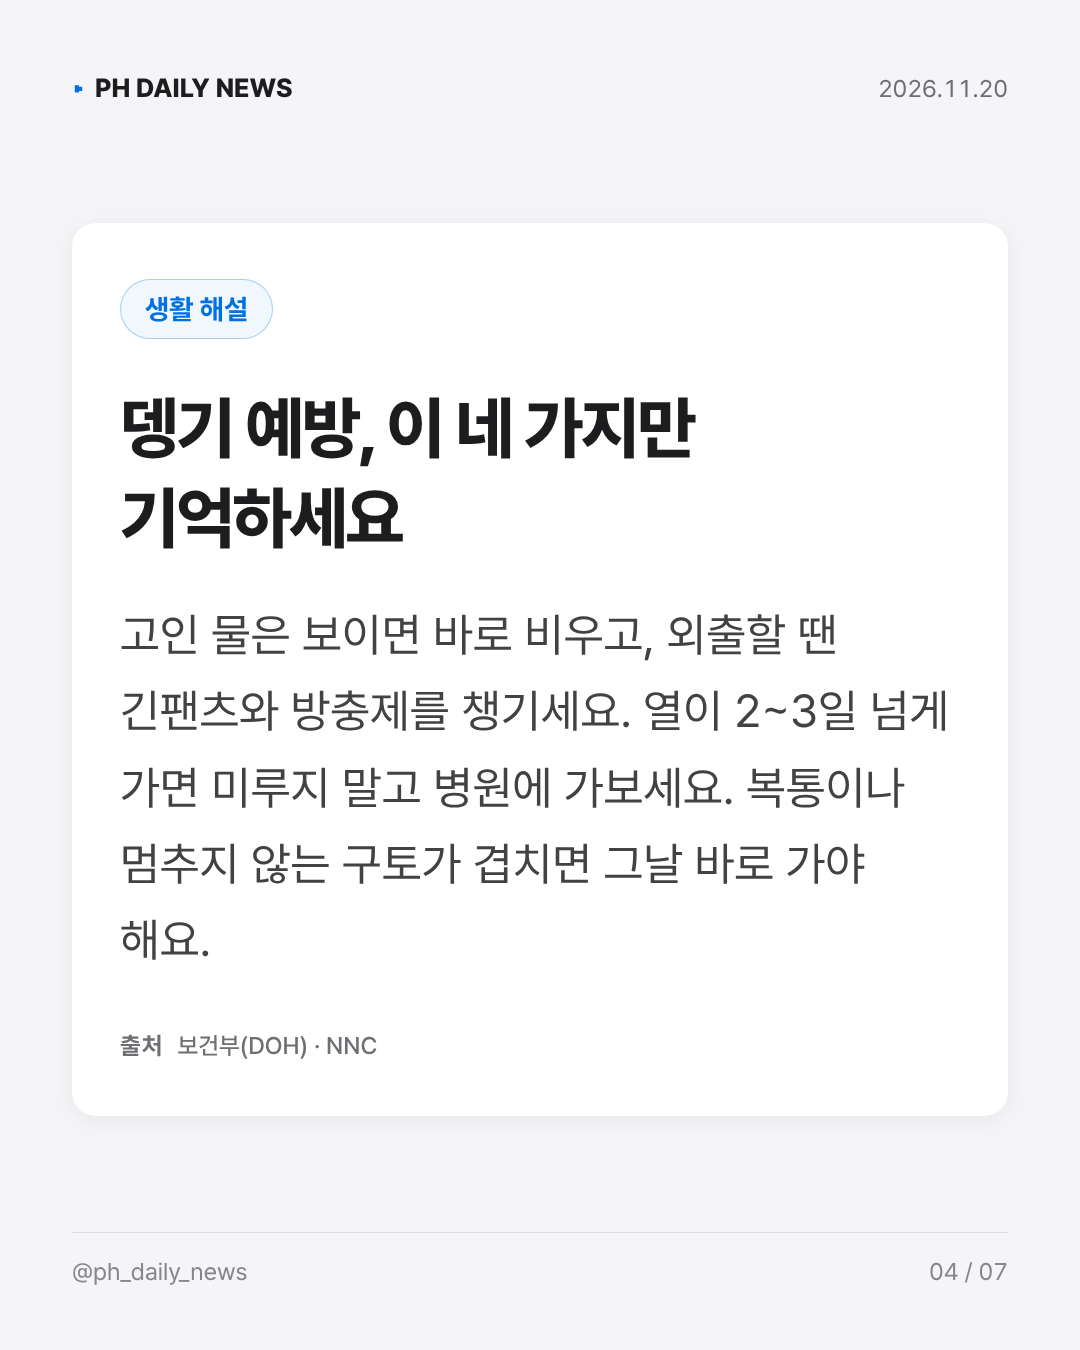 PH DAILY NEWS
2026.11.20
생활 해설
뎅기 예방, 이 네 가지만
기억하세요
고인 물은 보이면 바로 비우고, 외출할 땐
긴팬츠와 방충제를 챙기세요. 열이 2~3일 넘게
가면 미루지 말고 병원에 가보세요. 복통이나
멈추지 않는 구토가 겹치면 그날 바로 가야
해요.
출처 보건부(DOH) · NNC
@ph_daily_news
04 / 07